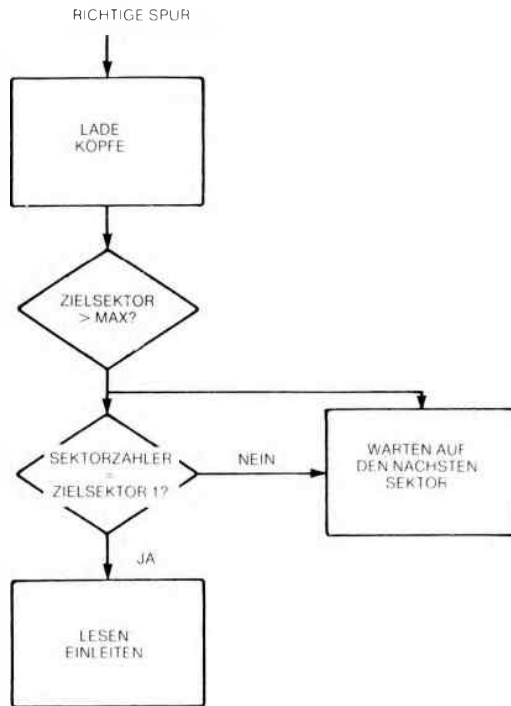 RICHTIGE SPUR
LADE
KÖPFE
ZIELSEKTOR
> MAX?
SEKTORZAHLER
=
ZIELSEKTOR 1?
NEIN
WARTEN AUF
DEN NACHSTEN
SEKTOR
JA
LESEN
EINLEITEN